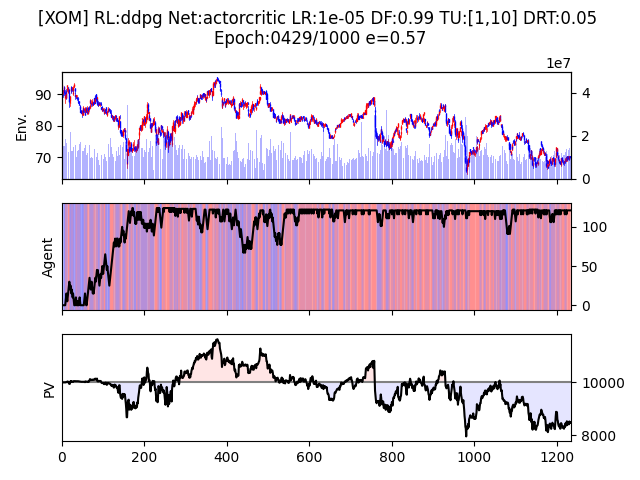 [XOM] RL:ddpg Net:actorcritic LR:1e-05 DF:0.99 TU:[1,10] DRT:0.05
Epoch:0429/1000 e=0.57
1e7
Env.
90
80
70
4
2
0
Agent
100
50
0
PV
10000
8000
0 200 400 600 800 1000 1200